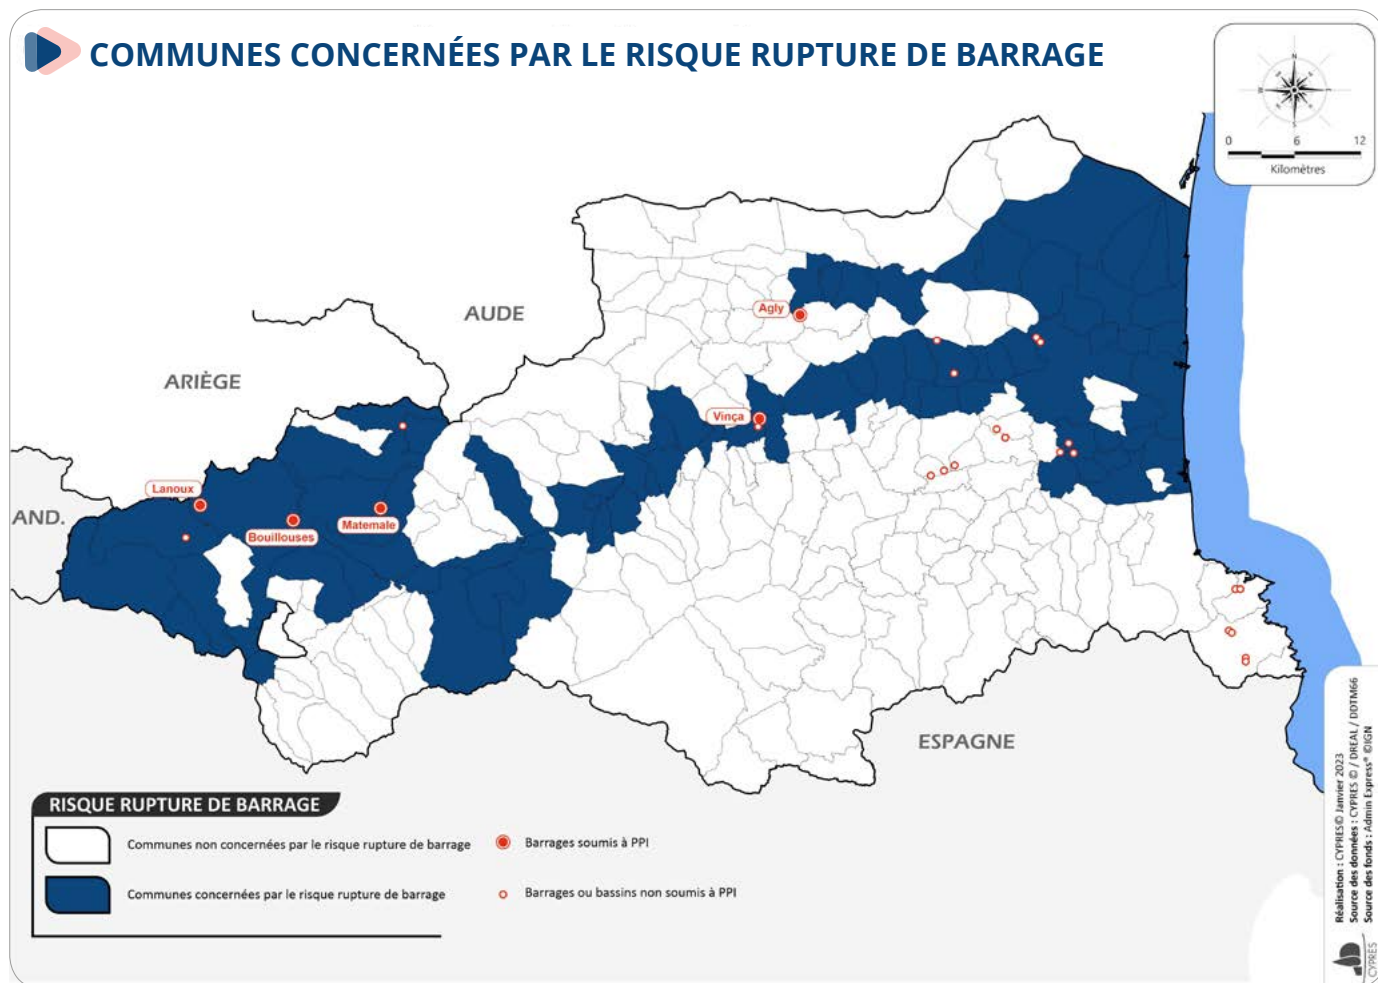 COMMUNES CONCERNÉES PAR LE RISQUE RUPTURE DE BARRAGE
N
S
0 6 12
Kilomètres
AUDE
ARIÈGE
AND.
ESPAGNE
Agly
Vinça
Lanoux
Bouillouses
Matemale
RISQUE RUPTURE DE BARRAGE
Communes non concernées par le risque rupture de barrage
Barrages soumis à PPI
Communes concernées par le risque rupture de barrage
Barrages ou bassins non soumis à PPI
Réalisation : CYPRES© Janvier 2023
Source des données : CYPRES © / DREAL / DDTM66
Source des fonds : Admin Express® ©IGN
CYPRES